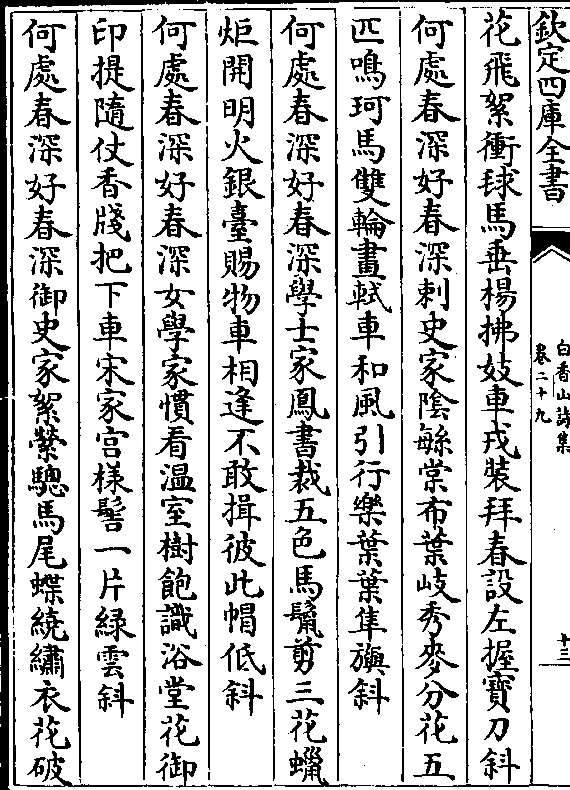 欽定四庫全書
白香山詩集
卷二十九
十三
花飛絮衝毬馬垂楊拂妓車戎裝拜春設左握寶刀斜
何處春深好春深刺史家陰繇棠布葉岐秀麥分花五
匹鳴珂馬雙輪畫軾車和風引行樂葉葉隼旟斜
何處春深好春深學士家鳳書裁五色馬鬣剪三花蠟
炬開明火銀臺賜物車相逢不敢揖彼此帽低斜
何處春深好春深女學家慣看溫室樹飽識浴堂花御
印提隨仗香牋把下車宋家宫樣髻一片緑雲斜
何處春深好春深御史家絮縈驄馬尾蝶繞繡衣花破